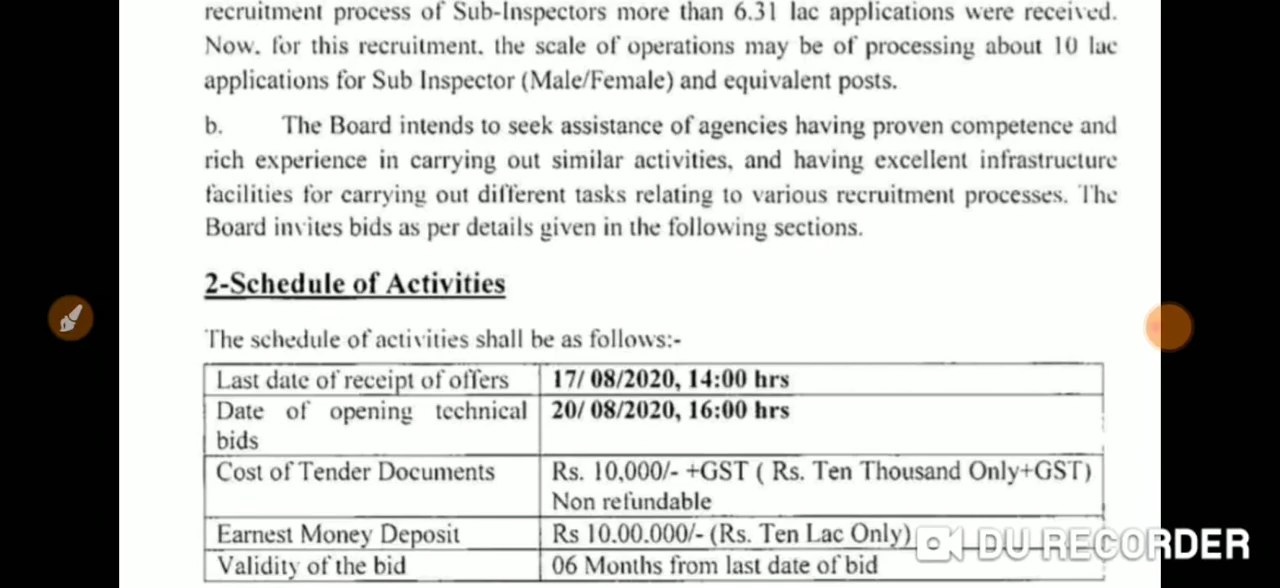 recruitment process of Sub-Inspectors more than 6.31 lac applications were received.
Now, for this recruitment, the scale of operations may be of processing about 10 lac
applications for Sub Inspector (Male/Female) and equivalent posts.
b. The Board intends to seek assistance of agencies having proven competence and
rich experience in carrying out similar activities, and having excellent infrastructure
facilities for carrying out different tasks relating to various recruitment processes. The
Board invites bids as per details given in the following sections.
2-Schedule of Activities
The schedule of activities shall be as follows:-
Last date of receipt of offers 17/ 08/2020, 14:00 hrs
Date of opening technical 20/ 08/2020, 16:00 hrs
bids
Cost of Tender Documents Rs. 10,000/- +GST ( Rs. Ten Thousand Only+GST)
Non refundable
Earnest Money Deposit Rs 10.00.000/- (Rs. Ten Lac Only)
DU RECORDER
Validity of the bid 06 Months from last date of bid